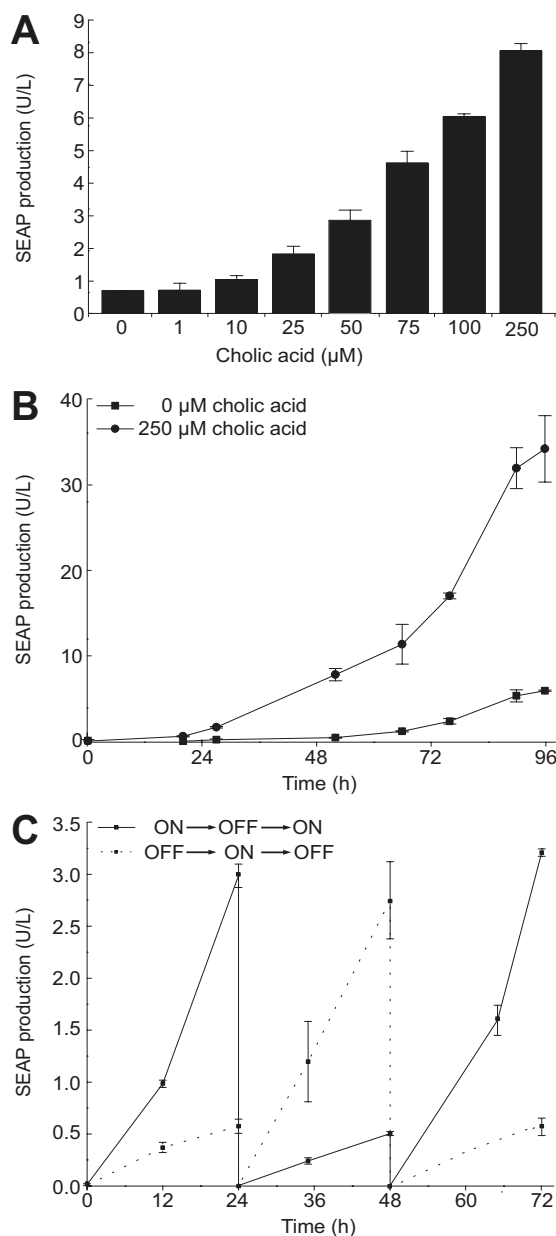 A
SEAP production (U/L)
9
8
7
6
5
4
3
2
1
0
0 1 10 25 50 75 100 250
Cholic acid (µM)
B
0 µM cholic acid
250 µM cholic acid
SEAP production (U/L)
40
30
20
10
0
0 24 48 72 96
Time (h)
C
ON OFF ON
OFF ON OFF
SEAP production (U/L)
3.5
3.0
2.5
2.0
1.5
1.0
0.5
0.0
0 12 24 36 48 60 72
Time (h)